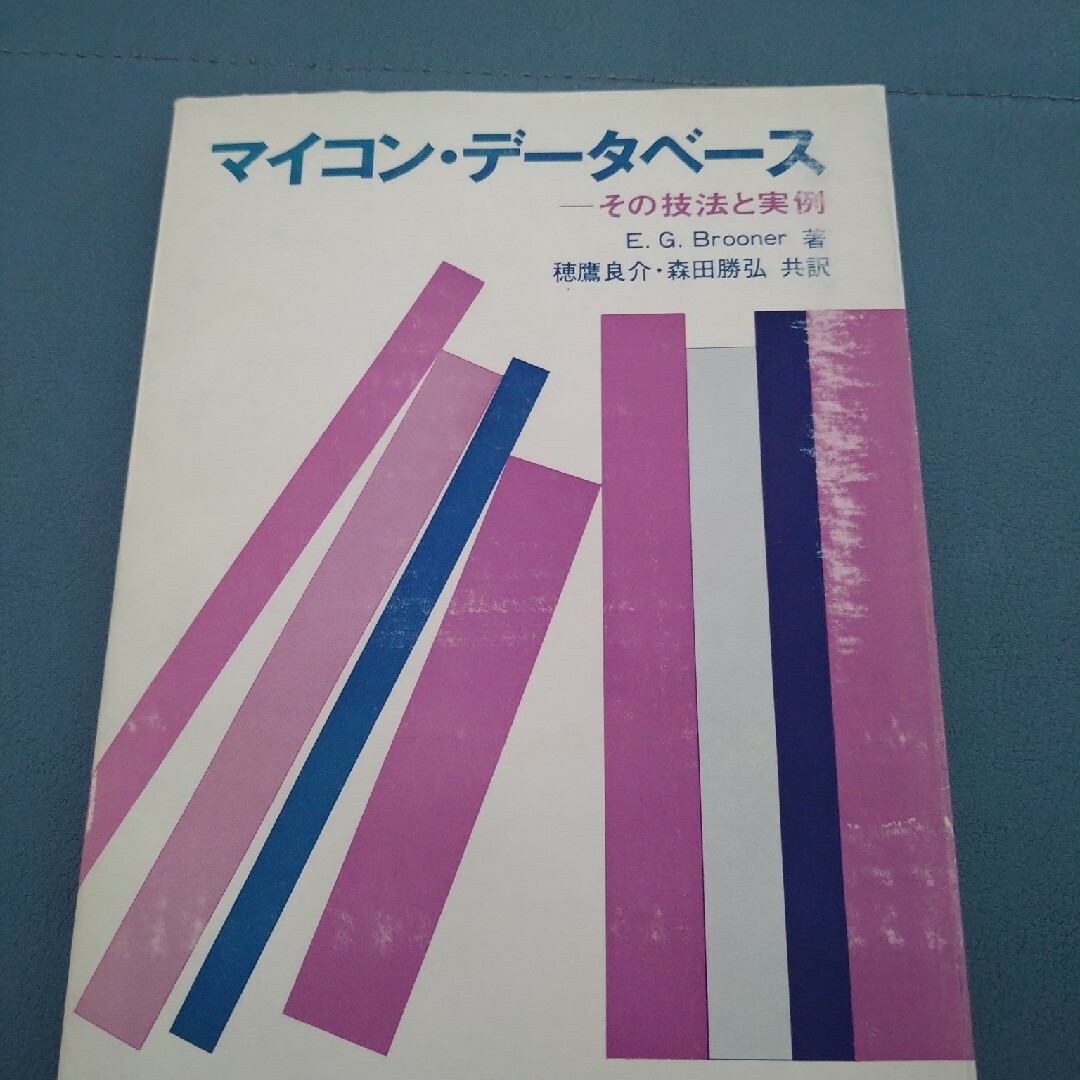 マイコン・データベース
—その技法と実例
E. G. Brooner 著
穂鷹良介・森田勝弘 共訳